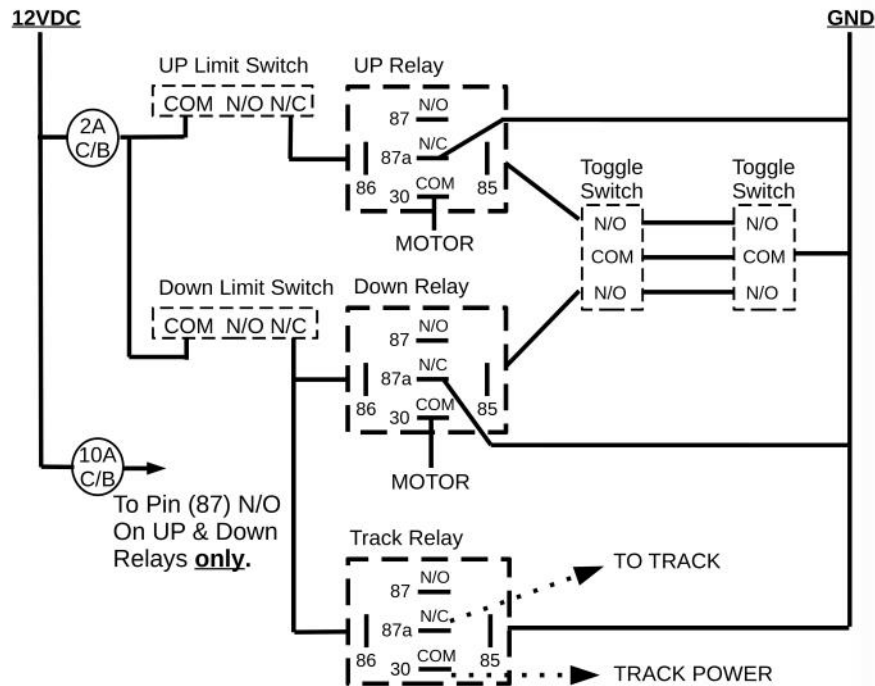 12VDC
GND
UP Limit Switch
UP Relay
COM N/O N/C
2A
C/B
N/O
87
N/C
87a
86
COM
30
85
MOTOR
Toggle
Switch
N/O
COM
N/O
Toggle
Switch
N/O
COM
N/O
Down Limit Switch
Down Relay
COM N/O N/C
N/O
87
N/C
87a
86
COM
30
85
MOTOR
10A
C/B
To Pin (87) N/O
On UP & Down
Relays only.
Track Relay
N/O
87
N/C
87a
86
COM
30
85
TO TRACK
TRACK POWER